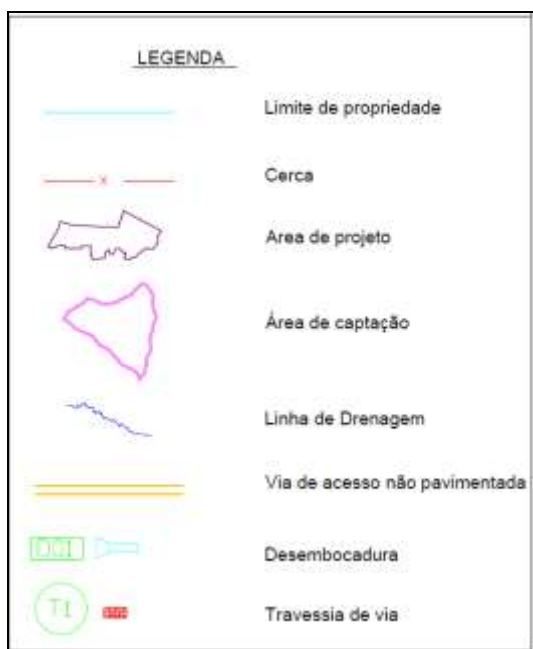 LEGENDA
Limite de propriedade
x
Cerca
Area de projeto
Área de captação
Linha de Drenagem
Via de acesso não pavimentada
Desembocadura
T1
Travessia de via